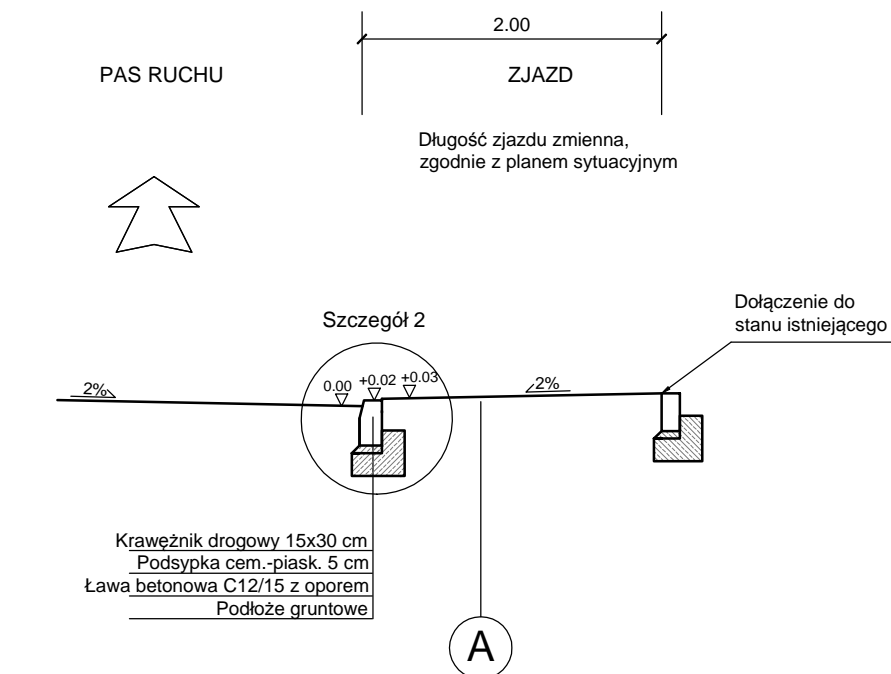 2.00
PAS RUCHU
ZJAZD
Długość zjazdu zmienna,
zgodnie z planem sytuacyjnym
Dołączenie do
stanu istniejącego
Szczegół 2
2%
0.00
+0.02
+0.03
2%
Krawężnik drogowy 15x30 cm
Podsypka cem.-piask. 5 cm
Ława betonowa C12/15 z oporem
Podłoże gruntowe
A